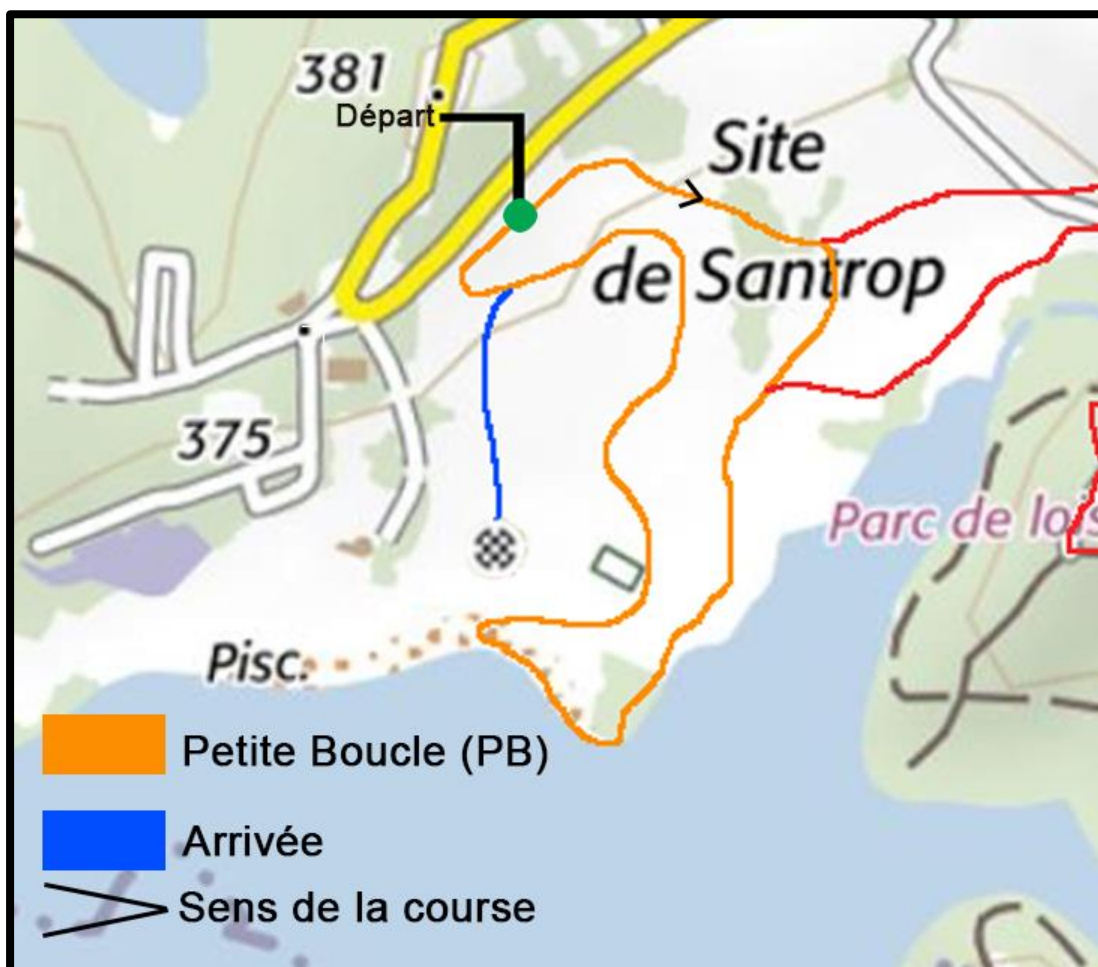 381
Départ
Site
de Santrop
375
Parc de lois
Pisc.
Petite Boucle (PB)
Arrivée
Sens de la course